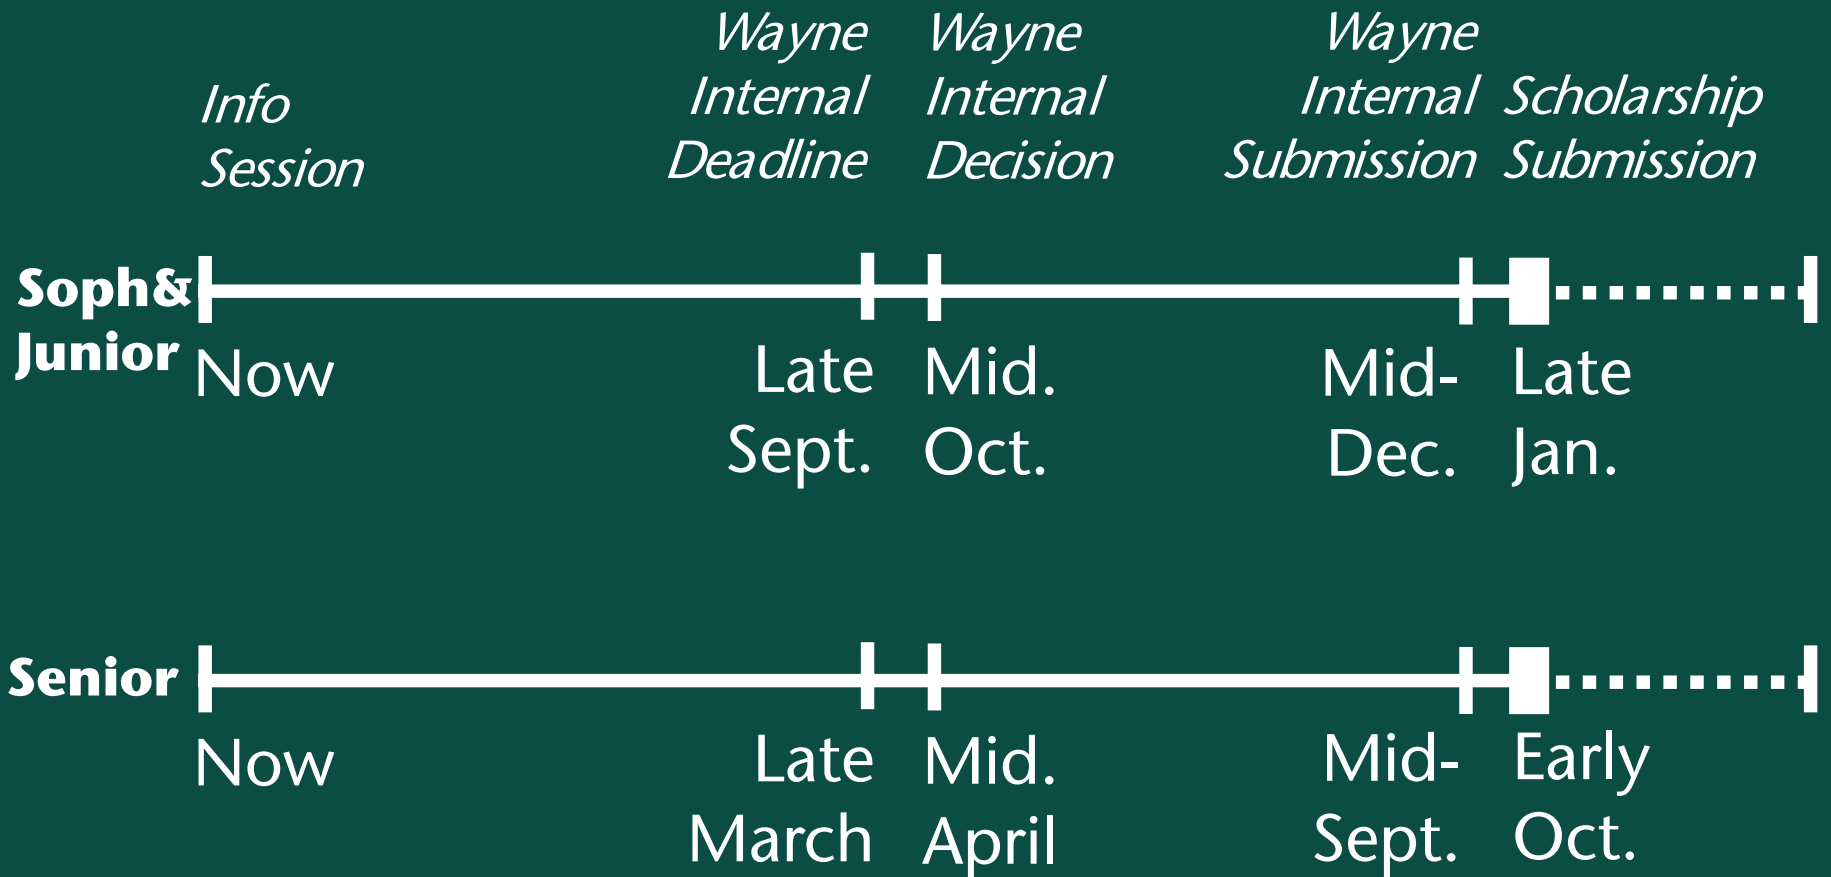 Info
Session
Wayne
Internal
Deadline
Wayne
Internal
Decision
Wayne
Internal
Submission
Scholarship
Submission
Soph&
Junior
Now
Late
Sept.
Mid.
Oct.
Mid-
Dec.
Late
Jan.
Senior
Now
Late
March
Mid.
April
Mid-
Sept.
Early
Oct.